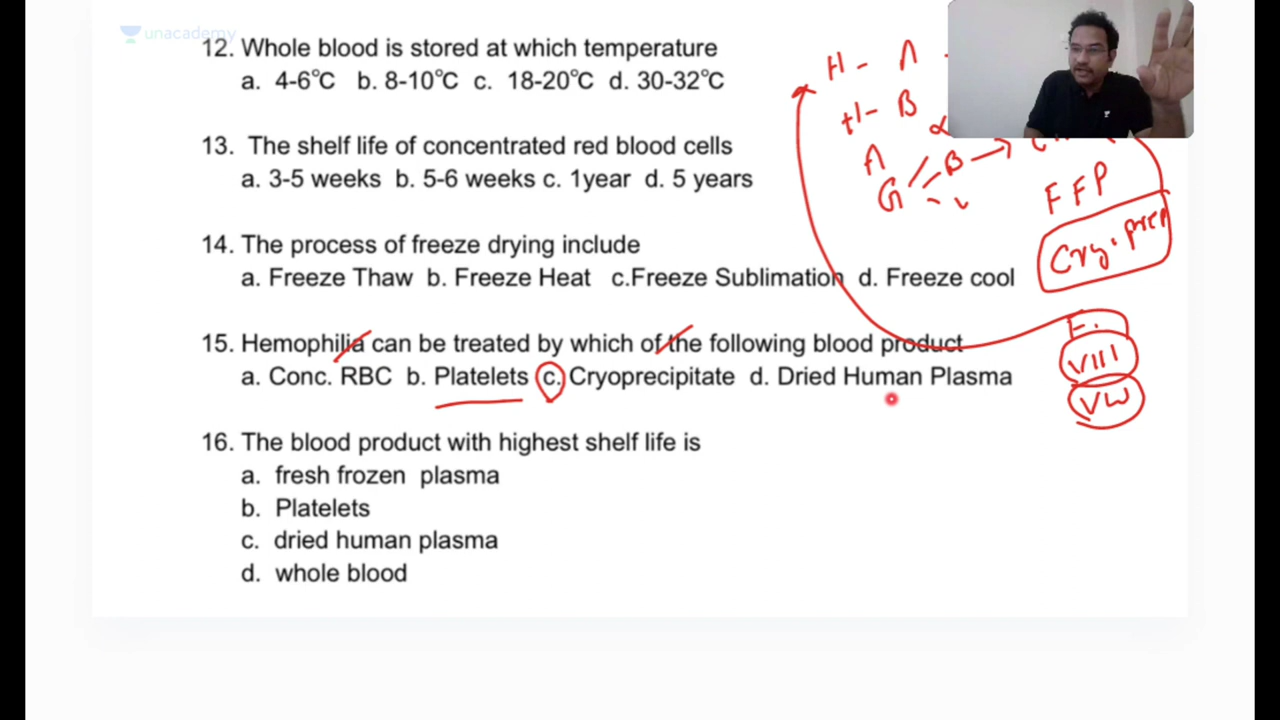 unacademy
12. Whole blood is stored at which temperature
a. 4-6°C b. 8-10°C c. 18-20°C d. 30-32°C
13. The shelf life of concentrated red blood cells
a. 3-5 weeks b. 5-6 weeks c. 1year d. 5 years
14. The process of freeze drying include
a. Freeze Thaw b. Freeze Heat c.Freeze Sublimation d. Freeze cool
15. Hemophilia can be treated by which of the following blood product
a. Conc. RBC b. Platelets c. Cryoprecipitate d. Dried Human Plasma
16. The blood product with highest shelf life is
a. fresh frozen plasma
b. Platelets
c. dried human plasma
d. whole blood
H - A
H - B
A
G
B
FFP
Cry. prep
VIII
VW